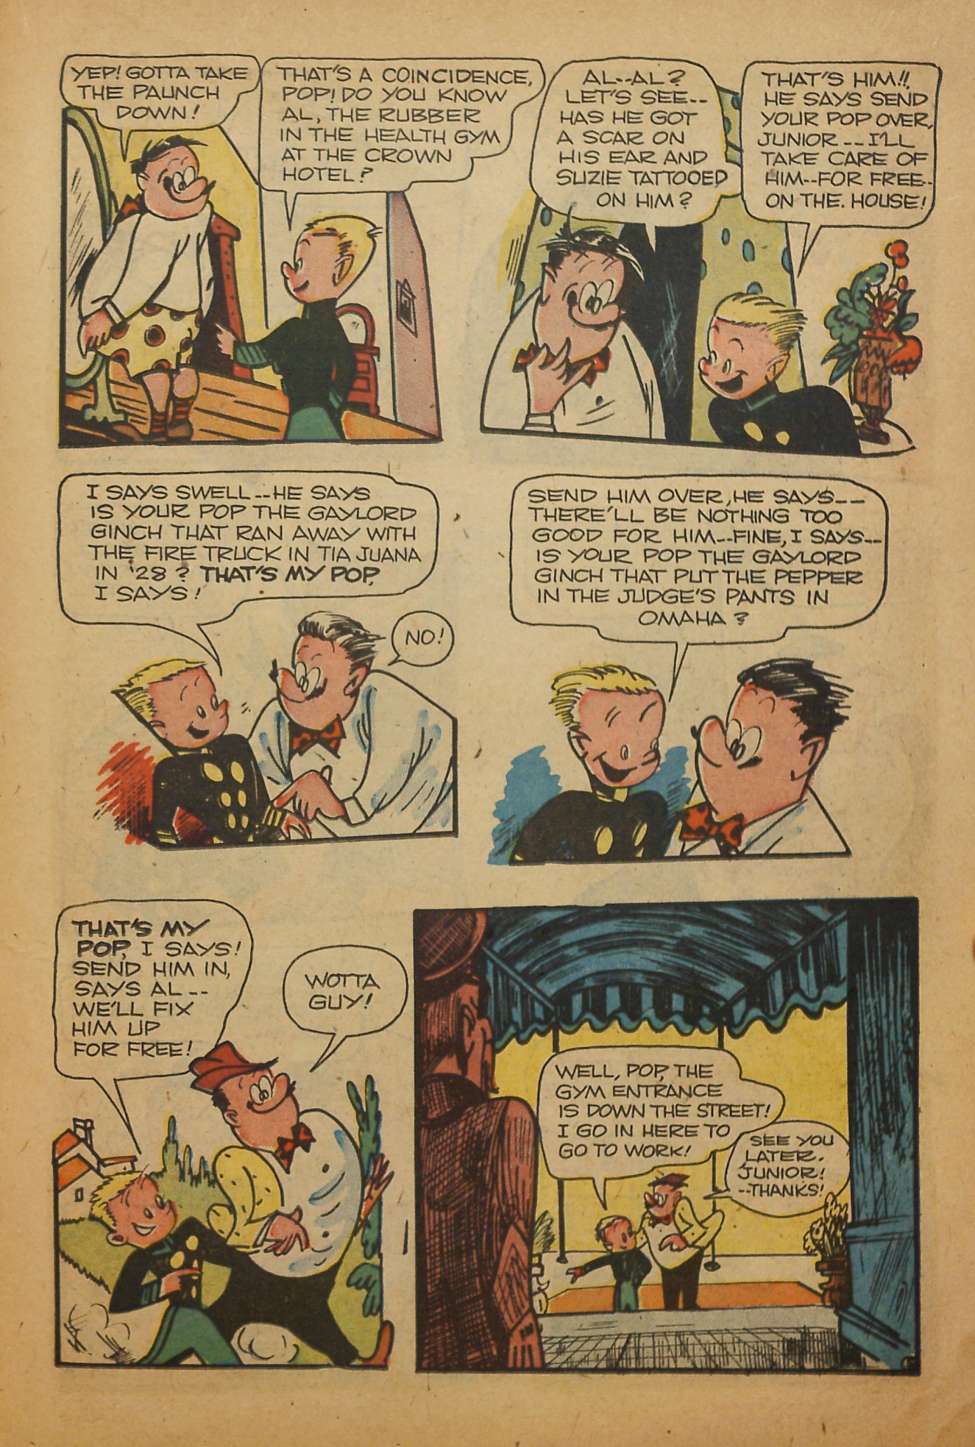 YEP! GOTTA TAKE
THE PAUNCH
DOWN!
THAT'S A COINCIDENCE,
POP! DO YOU KNOW
AL, THE RUBBER
IN THE HEALTH GYM
AT THE CROWN
HOTEL?
AL--AL?
LET'S SEE--
HAS HE GOT
A SCAR ON
HIS EAR AND
SUZIE TATTOOED
ON HIM?
THAT'S HIM!!
HE SAYS SEND
YOUR POP OVER,
JUNIOR--I'LL
TAKE CARE OF
HIM--FOR FREE--
ON THE. HOUSE!
I SAYS SWELL--HE SAYS
IS YOUR POP THE GAYLORD
GINCH THAT RAN AWAY WITH
THE FIRE TRUCK IN TIA JUANA
IN '28? THAT'S MY POP,
I SAYS!
NO!
SEND HIM OVER, HE SAYS--
THERE'LL BE NOTHING TOO
GOOD FOR HIM--FINE, I SAYS--
IS YOUR POP THE GAYLORD
GINCH THAT PUT THE PEPPER
IN THE JUDGE'S PANTS IN
OMAHA?
THAT'S MY
POP, I SAYS!
SEND HIM IN,
SAYS AL--
WE'LL FIX
HIM UP
FOR FREE!
WOTTA
GUY!
WELL, POP, THE
GYM ENTRANCE
IS DOWN THE STREET!
I GO IN HERE TO
GO TO WORK!
SEE YOU
LATER,
JUNIOR!
--THANKS!